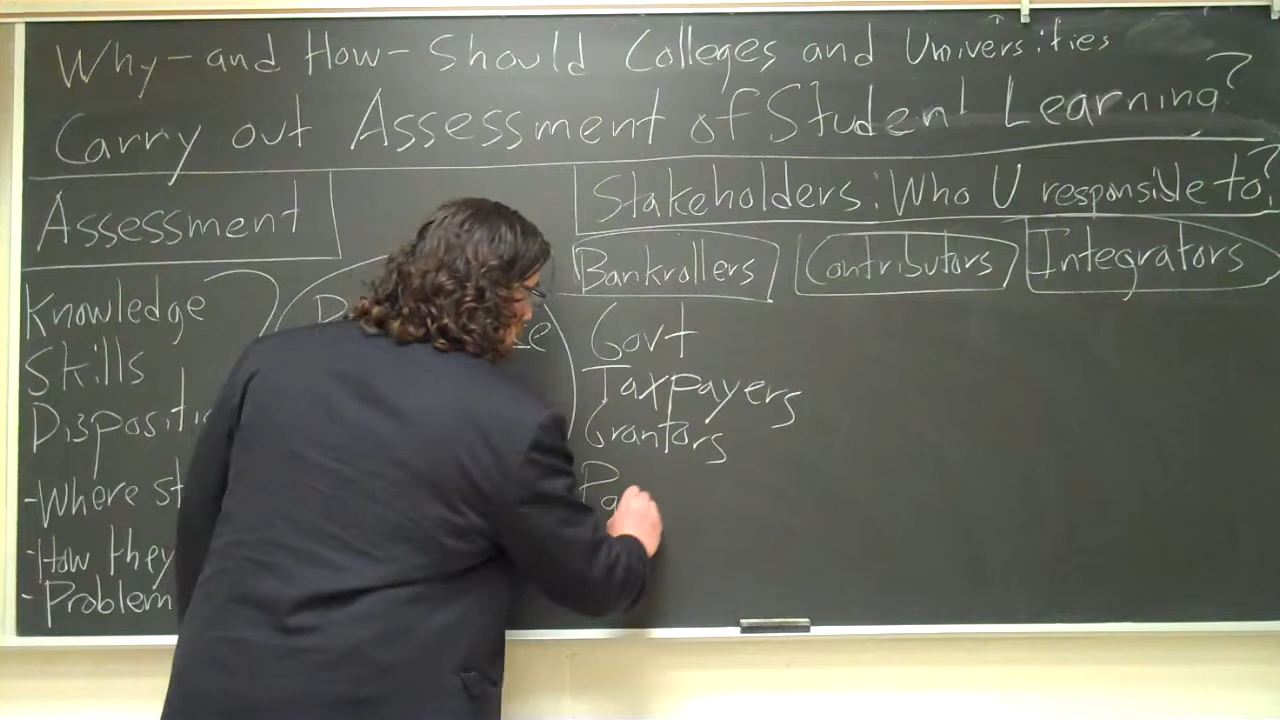 Why-and How-Should Colleges and Universities
Carry out Assessment of Student Learning?
Assessment
Stakeholders: Who U responsible to?
Bankrollers
Contributors
Integrators
Knowledge
Skills
-Where
-How they
-Problem
Govt
Taxpayers
Grantors